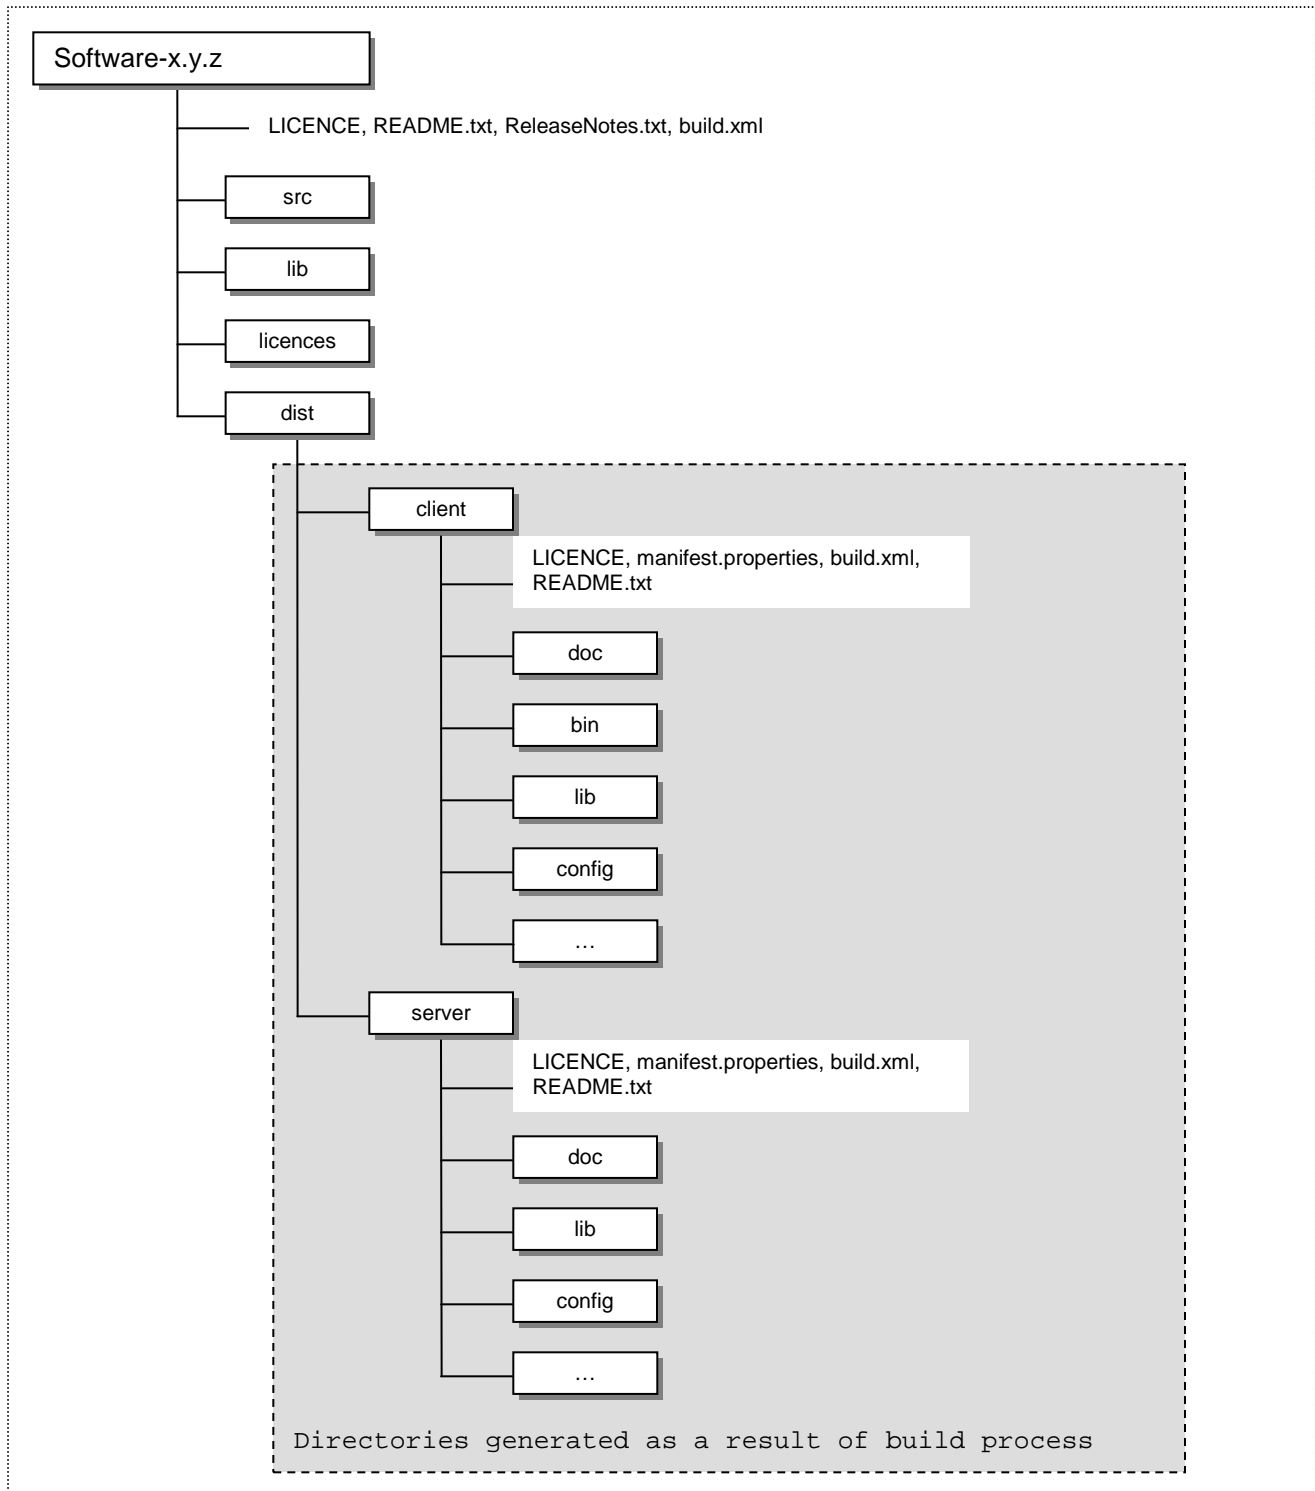 Software-x.y.z
LICENCE, README.txt, ReleaseNotes.txt, build.xml
src
lib
licences
dist
client
LICENCE, manifest.properties, build.xml,
README.txt
doc
bin
lib
config
…
server
LICENCE, manifest.properties, build.xml,
README.txt
doc
lib
config
…
Directories generated as a result of build process